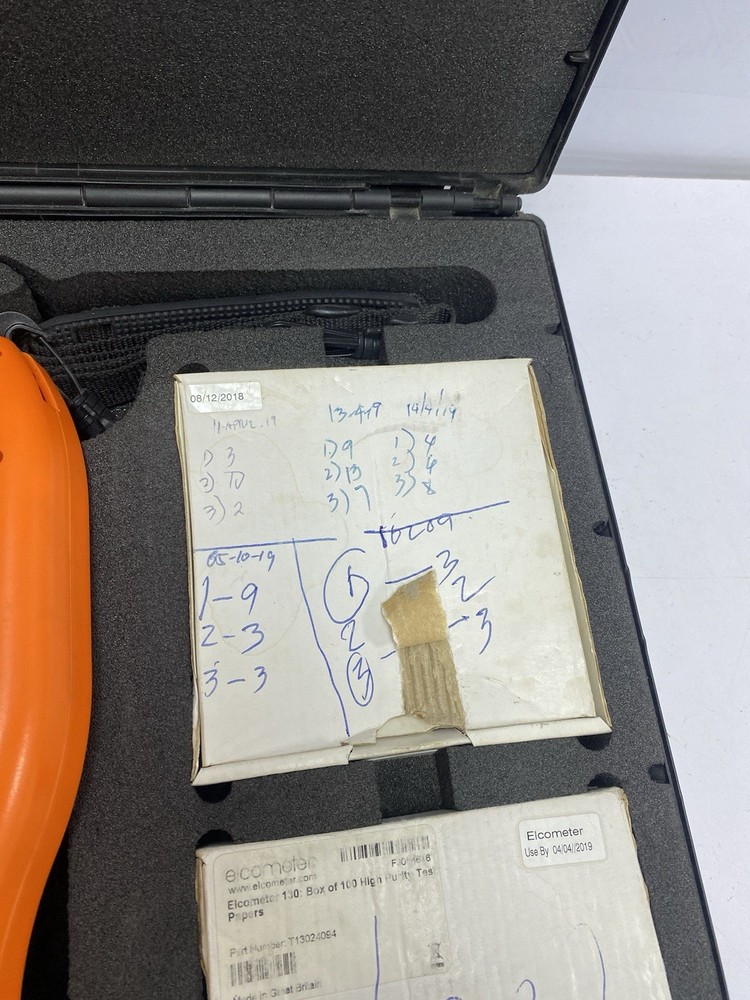 08/12/2018
11-APRIL.19
1) 3
2) 10
3) 2
13-4-19
1) 9
2) 13
3) 7
14/4/19
1) 4
2) 4
3) 8
05-10-19
1-9
2-3
3-3
1) — 3
2 2
3 - 3
elcometer
www.elcometer.com
Elcometer 130: Box of 100 High Purity Test
Papers
Part Number: T13024094
Made in Great Britain
Elcometer
Use By 04/04/2019